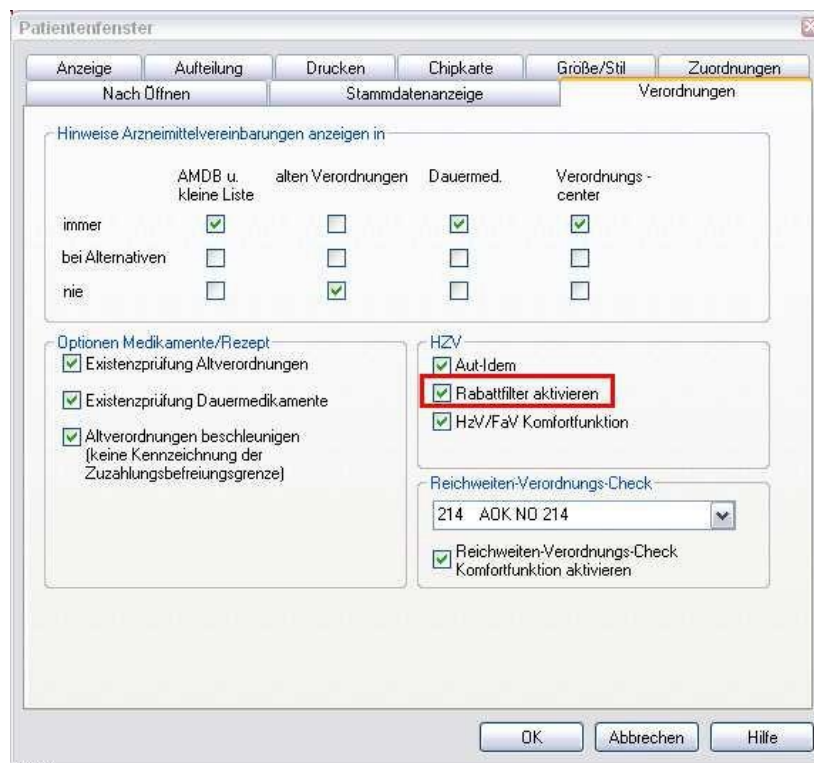 Patientenfenster
Anzeige Aufteilung Drucken Chipkarte Größe/Stil Zuordnungen
Nach Öffnen Stammdatenanzeige Verordnungen
Hinweise Arzneimittelvereinbarungen anzeigen in
AMDB u. kleine Liste alten Verordnungen Dauermed. Verordnungs - center
immer
bei Alternativen
nie
Optionen Medikamente/Rezept
Existenzprüfung Altverordnungen
Existenzprüfung Dauermedikamente
Altverordnungen beschleunigen
(keine Kennzeichnung der
Zuzahlungsbefreiungsgrenze)
HZV
Aut-Idem
Rabattfilter aktivieren
HzV/FaV Komfortfunktion
Reichweiten-Verordnungs-Check
214 AOK NO 214
Reichweiten-Verordnungs-Check
Komfortfunktion aktivieren
OK Abbrechen Hilfe